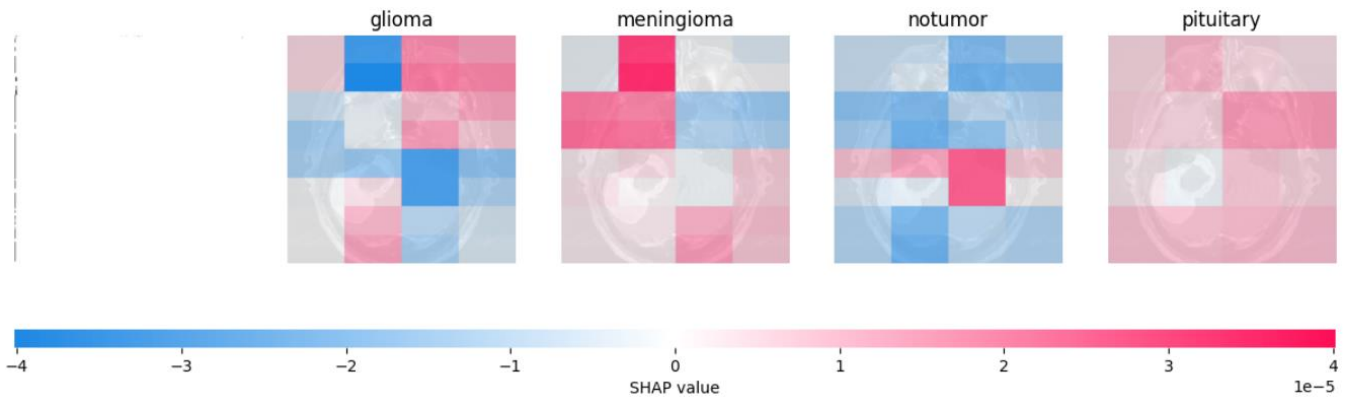 glioma meningioma notumor pituitary
−4 −3 −2 −1 0 1 2 3 4
SHAP value 1e−5